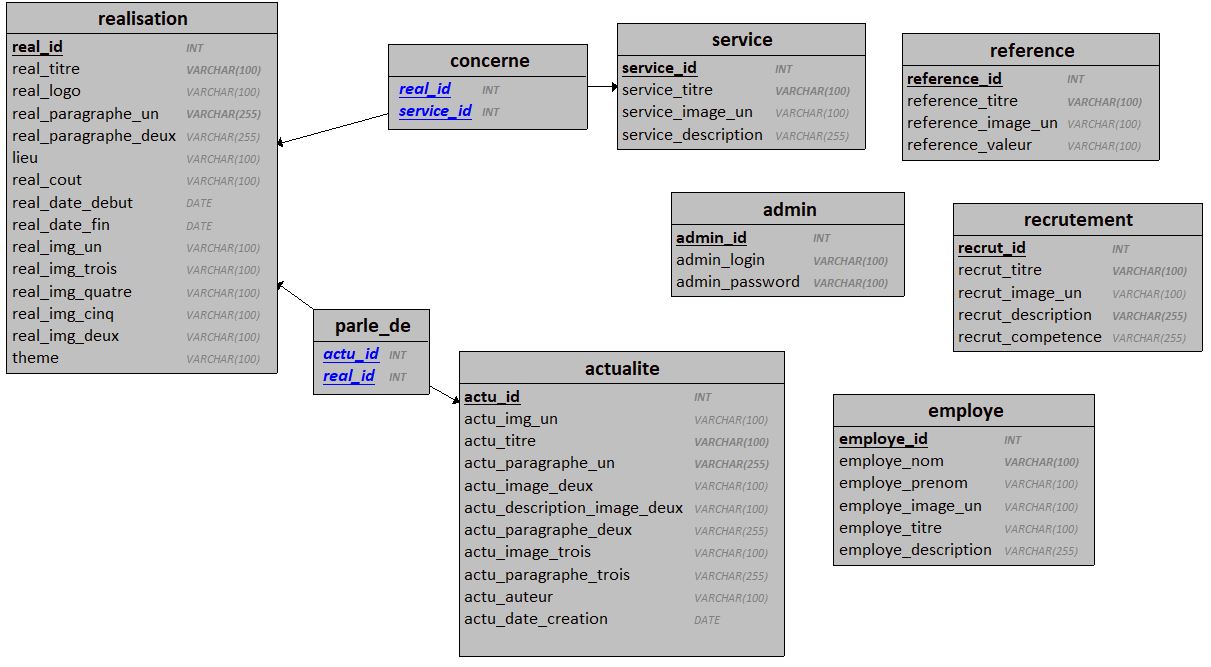 realisation
real_id INT
real_titre VARCHAR(100)
real_logo VARCHAR(100)
real_paragraphe_un VARCHAR(255)
real_paragraphe_deux VARCHAR(255)
lieu VARCHAR(100)
real_cout VARCHAR(100)
real_date_debut DATE
real_date_fin DATE
real_img_un VARCHAR(100)
real_img_trois VARCHAR(100)
real_img_quatre VARCHAR(100)
real_img_cinq VARCHAR(100)
real_img_deux VARCHAR(100)
theme VARCHAR(100)
concerne
real_id INT
service_id INT
service
service_id INT
service_titre VARCHAR(100)
service_image_un VARCHAR(100)
service_description VARCHAR(255)
reference
reference_id INT
reference_titre VARCHAR(100)
reference_image_un VARCHAR(100)
reference_valeur VARCHAR(100)
admin
admin_id INT
admin_login VARCHAR(100)
admin_password VARCHAR(100)
recrutement
recrut_id INT
recrut_titre VARCHAR(100)
recrut_image_un VARCHAR(100)
recrut_description VARCHAR(255)
recrut_competence VARCHAR(255)
parle_de
actu_id INT
real_id INT
actualite
actu_id INT
actu_img_un VARCHAR(100)
actu_titre VARCHAR(100)
actu_paragraphe_un VARCHAR(255)
actu_image_deux VARCHAR(100)
actu_description_image_deux VARCHAR(100)
actu_paragraphe_deux VARCHAR(255)
actu_image_trois VARCHAR(100)
actu_paragraphe_trois VARCHAR(255)
actu_auteur VARCHAR(100)
actu_date_creation DATE
employe
employe_id INT
employe_nom VARCHAR(100)
employe_prenom VARCHAR(100)
employe_image_un VARCHAR(100)
employe_titre VARCHAR(100)
employe_description VARCHAR(255)